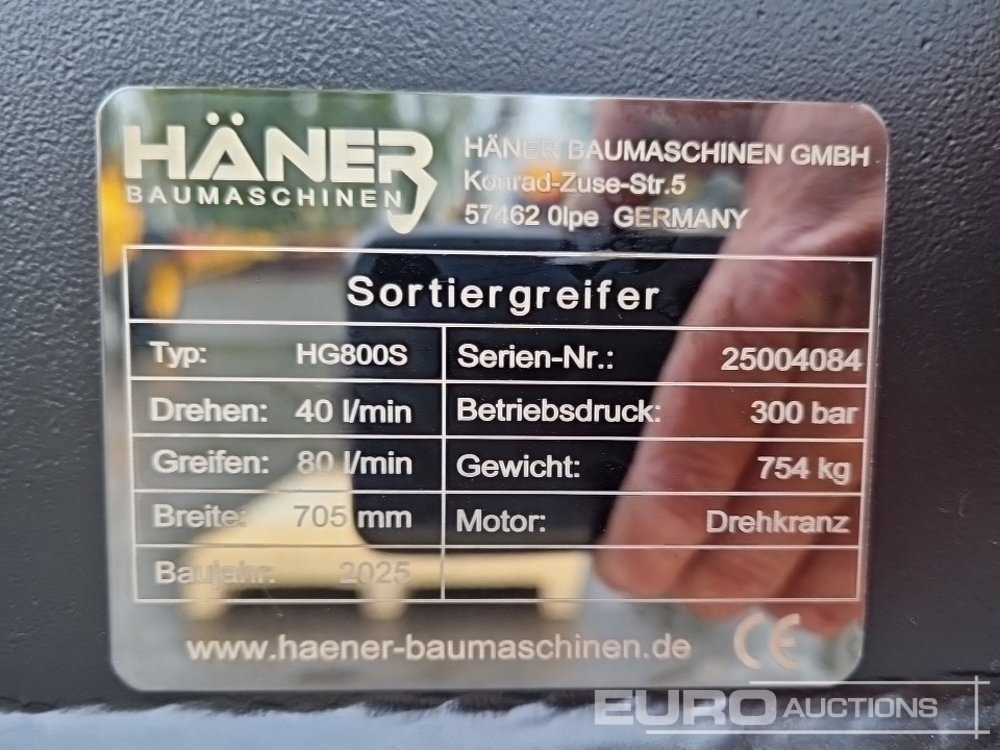 HÄNER
BAUMASCHINEN
HÄNER BAUMASCHINEN GMBH
Konrad-Zuse-Str.5
57462 Olpe GERMANY
Sortiergreifer
Typ: HG800S Serien-Nr.: 25004084
Drehen: 40 l/min Betriebsdruck: 300 bar
Greifen: 80 l/min Gewicht: 754 kg
Breite: 705 mm Motor: Drehkranz
Baujahr: 2025
www.haener-baumaschinen.de CE
EURO AUCTIONS